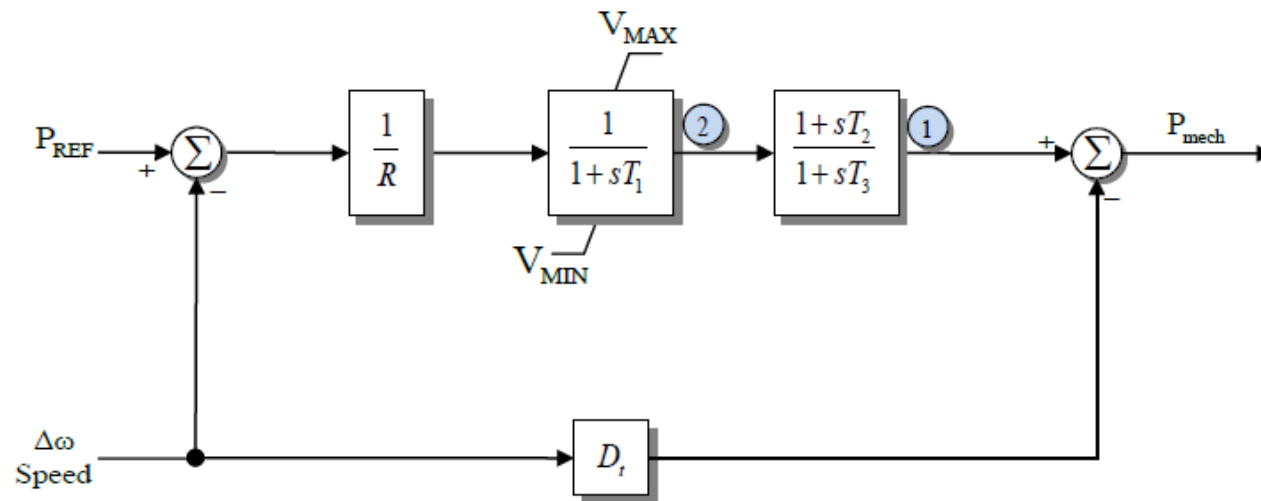 V_MAX
P_REF
+
Σ
−
1
R
1
1+sT_1
2
1+sT_2
1+sT_3
1
+
Σ
−
P_mech
V_MIN
Δω
Speed
D_t